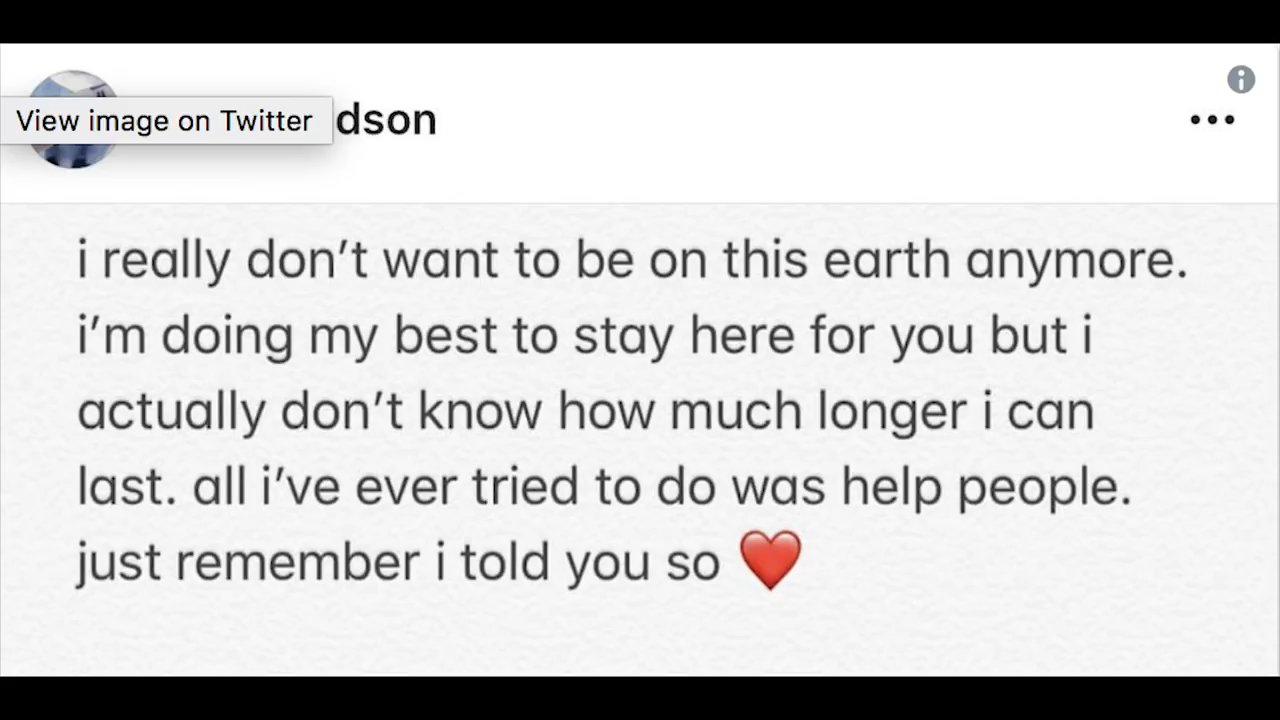 View image on Twitter dson
i really don’t want to be on this earth anymore.
i’m doing my best to stay here for you but i
actually don’t know how much longer i can
last. all i’ve ever tried to do was help people.
just remember i told you so ❤️